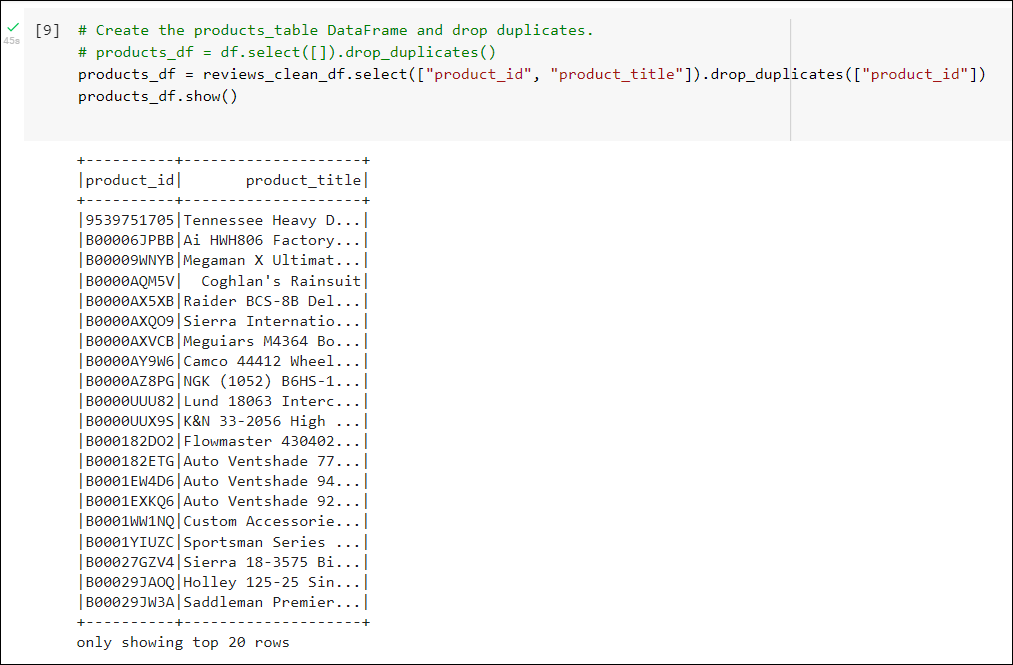 [9] # Create the products_table DataFrame and drop duplicates.
45s # products_df = df.select([]).drop_duplicates()
products_df = reviews_clean_df.select(["product_id", "product_title"]).drop_duplicates(["product_id"])
products_df.show()
+----------+--------------------+
|product_id|       product_title|
+----------+--------------------+
|9539751705|Tennessee Heavy D...|
|B00006JPBB|Ai HWH806 Factory...|
|B00009WNYB|Megaman X Ultimat...|
|B0000AQM5V|  Coghlan's Rainsuit|
|B0000AX5XB|Raider BCS-8B Del...|
|B0000AXQO9|Sierra Internatio...|
|B0000AXVCB|Meguiars M4364 Bo...|
|B0000AY9W6|Camco 44412 Wheel...|
|B0000AZ8PG|NGK (1052) B6HS-1...|
|B0000UUU82|Lund 18063 Interc...|
|B0000UUX9S|K&N 33-2056 High ...|
|B000182DO2|Flowmaster 430402...|
|B000182ETG|Auto Ventshade 77...|
|B0001EW4D6|Auto Ventshade 94...|
|B0001EXKQ6|Auto Ventshade 92...|
|B0001WW1NQ|Custom Accessorie...|
|B0001YIUZC|Sportsman Series ...|
|B00027GZV4|Sierra 18-3575 Bi...|
|B00029JAOQ|Holley 125-25 Sin...|
|B00029JW3A|Saddleman Premier...|
+----------+--------------------+
only showing top 20 rows